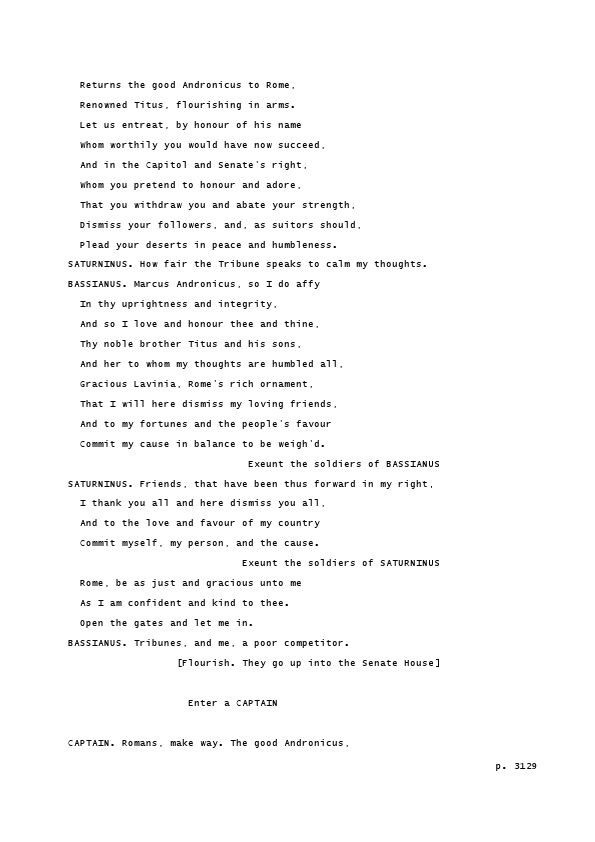 Returns the good Andronicus to Rome,
Renowned Titus, flourishing in arms.
Let us entreat, by honour of his name
Whom worthily you would have now succeed,
And in the Capitol and Senate's right,
Whom you pretend to honour and adore,
That you withdraw you and abate your strength,
Dismiss your followers, and, as suitors should,
Plead your deserts in peace and humbleness.
SATURNINUS. How fair the Tribune speaks to calm my thoughts.
BASSIANUS. Marcus Andronicus, so I do affy
In thy uprightness and integrity,
And so I love and honour thee and thine,
Thy noble brother Titus and his sons,
And her to whom my thoughts are humbled all,
Gracious Lavinia, Rome's rich ornament,
That I will here dismiss my loving friends,
And to my fortunes and the people's favour
Commit my cause in balance to be weigh'd.
Exeunt the soldiers of BASSIANUS
SATURNINUS. Friends, that have been thus forward in my right,
I thank you all and here dismiss you all,
And to the love and favour of my country
Commit myself, my person, and the cause.
Exeunt the soldiers of SATURNINUS
Rome, be as just and gracious unto me
As I am confident and kind to thee.
Open the gates and let me in.
BASSIANUS. Tribunes, and me, a poor competitor.
[Flourish. They go up into the Senate House]
Enter a CAPTAIN
CAPTAIN. Romans, make way. The good Andronicus,
p. 3129